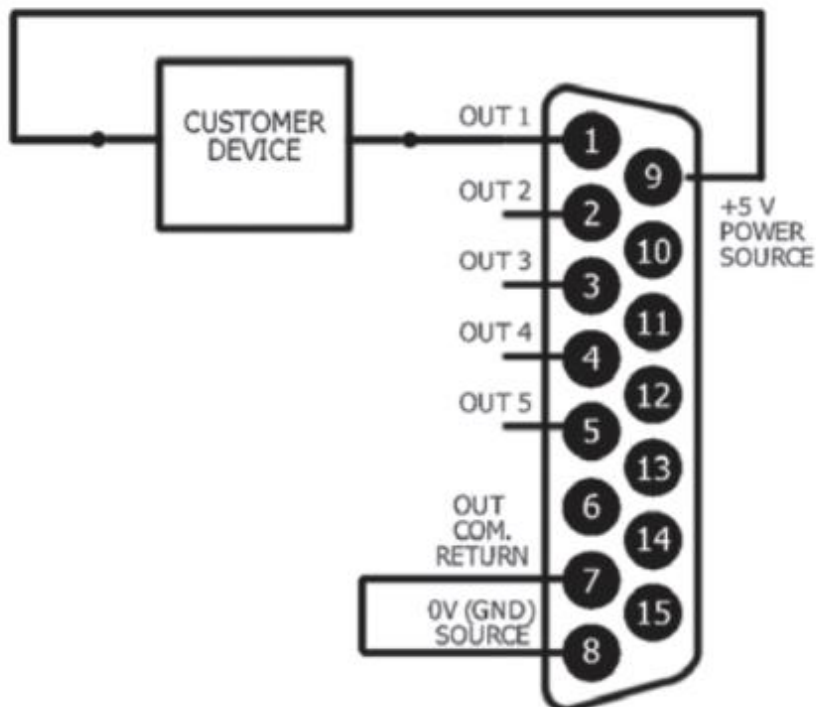 CUSTOMER
DEVICE
OUT 1
OUT 2
OUT 3
OUT 4
OUT 5
OUT
COM.
RETURN
0V (GND)
SOURCE
1
2
3
4
5
6
7
8
9
10
11
12
13
14
15
+5 V
POWER
SOURCE